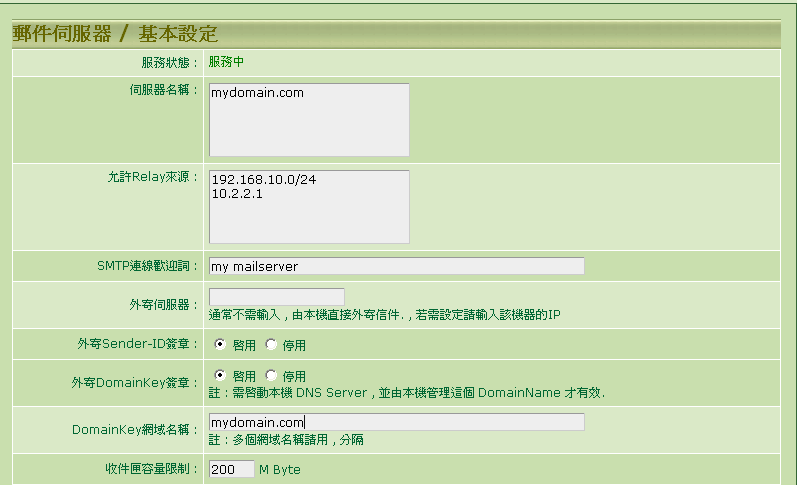 郵件伺服器 / 基本設定
服務狀態： 服務中
伺服器名稱： mydomain.com
允許Relay來源： 192.168.10.0/24
10.2.2.1
SMTP連線歡迎詞： my mailserver
外寄伺服器：
通常不需輸入 , 由本機直接外寄信件. , 若需設定請輸入該機器的IP
外寄Sender-ID簽章： 啓用 停用
外寄DomainKey簽章： 啓用 停用
註：需啓動本機 DNS Server , 並由本機管理這個 DomainName 才有效.
DomainKey網域名稱： mydomain.com
註：多個網域名稱請用 , 分隔
收件匣容量限制： 200 M Byte